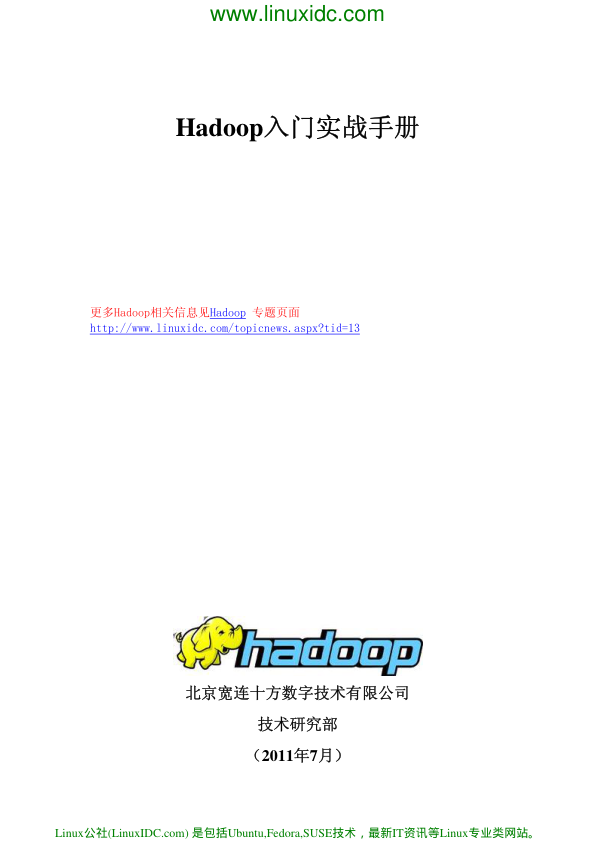 www.linuxidc.com
Hadoop入门实战手册
更多Hadoop相关信息见Hadoop 专题页面
http://www.linuxidc.com/topicnews.aspx?tid=13
hadoop
北京宽连十方数字技术有限公司
技术研究部
（2011年7月）
Linux公社(LinuxIDC.com) 是包括Ubuntu,Fedora,SUSE技术，最新IT资讯等Linux专业类网站。